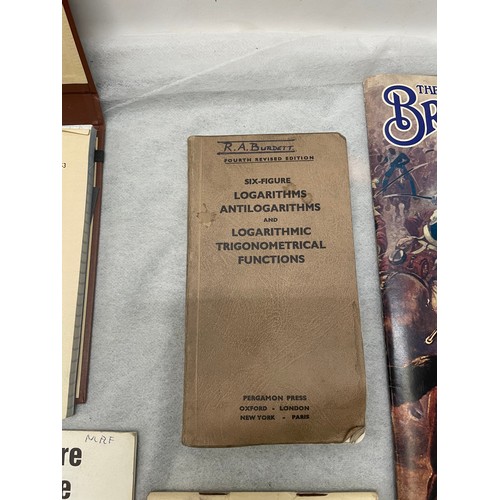 R.A. BURDETT.
FOURTH REVISED EDITION
SIX-FIGURE
LOGARITHMS
ANTILOGARITHMS
AND
LOGARITHMIC
TRIGONOMETRICAL
FUNCTIONS
PERGAMON PRESS
OXFORD · LONDON
NEW YORK · PARIS
THE
BR
re
e